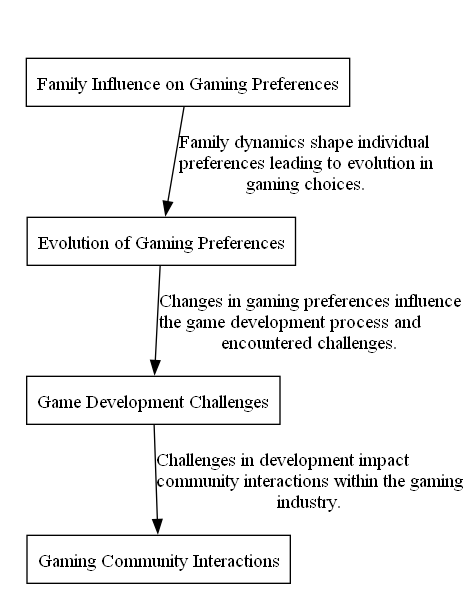 Family Influence on Gaming Preferences
Family dynamics shape individual
preferences leading to evolution in
gaming choices.
Evolution of Gaming Preferences
Changes in gaming preferences influence
the game development process and
encountered challenges.
Game Development Challenges
Challenges in development impact
community interactions within the gaming
industry.
Gaming Community Interactions